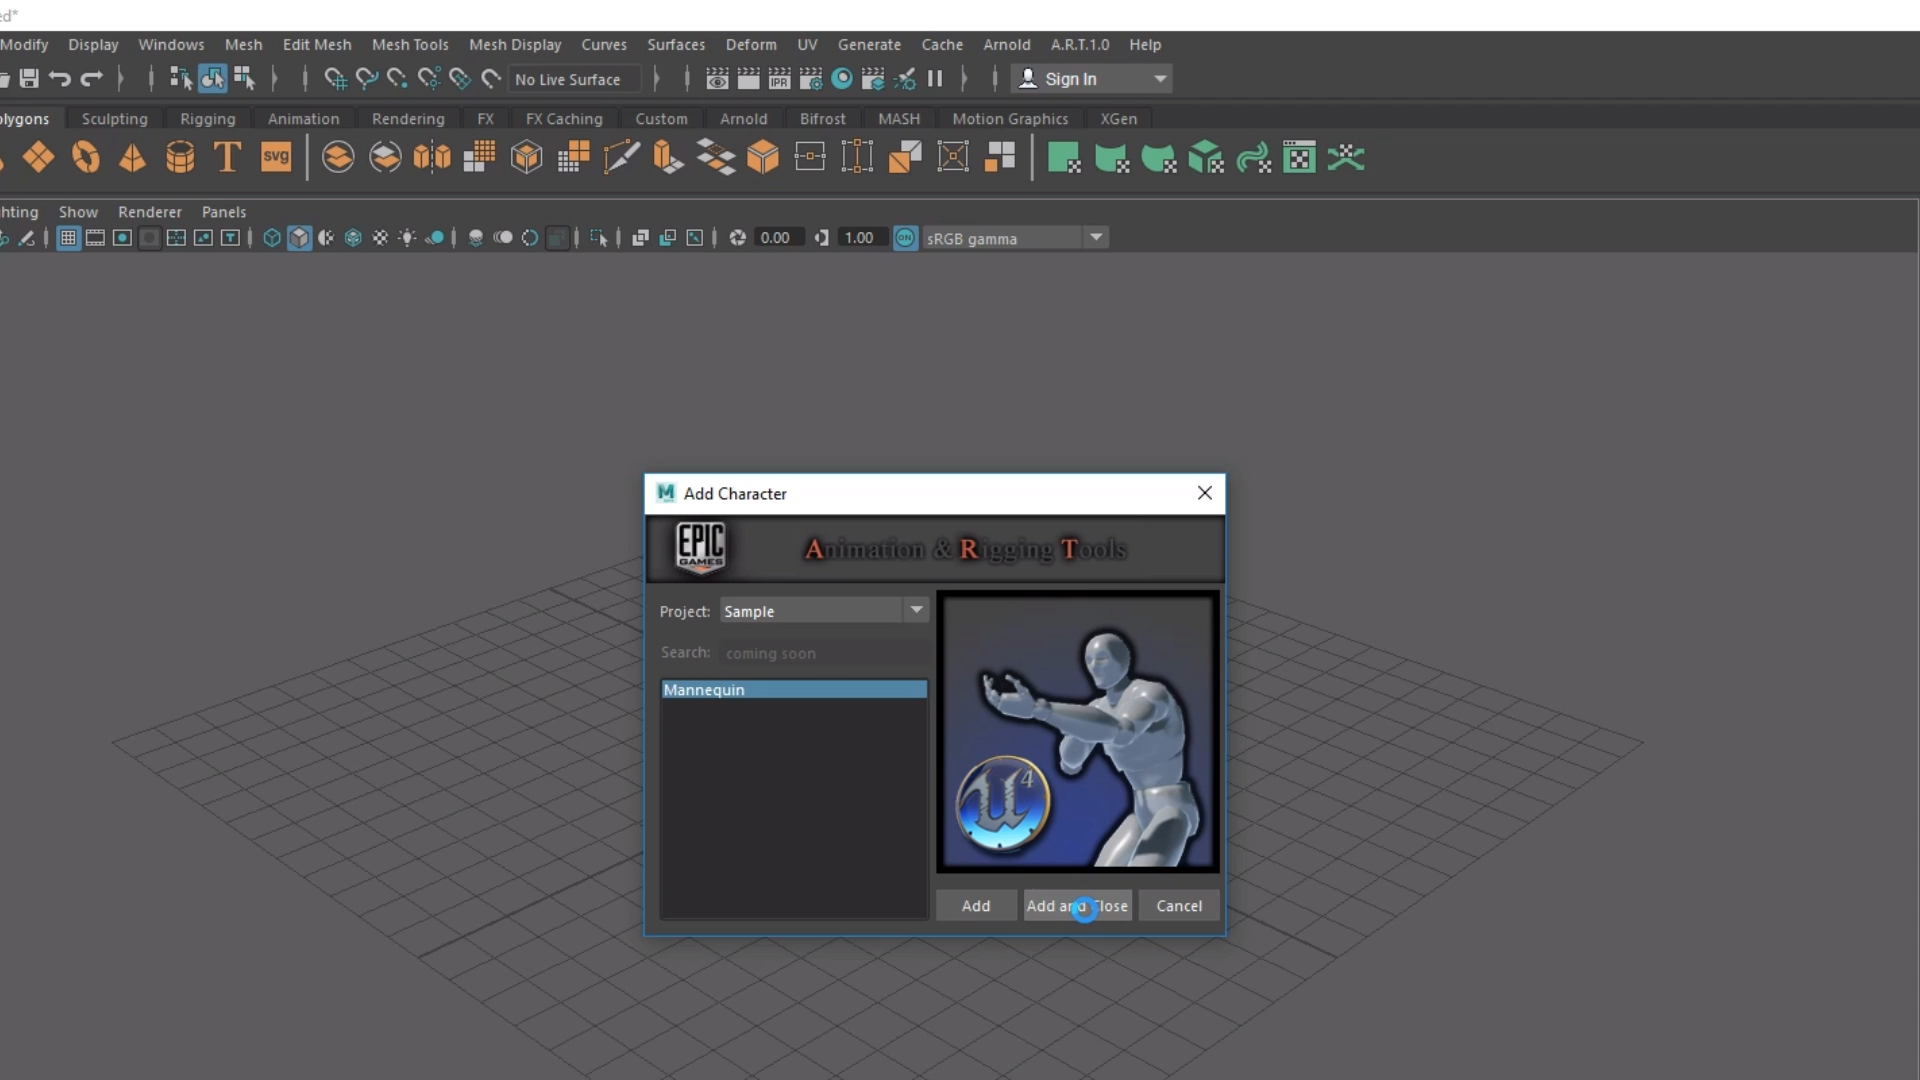 ed*
Modify Display Windows Mesh Edit Mesh Mesh Tools Mesh Display Curves Surfaces Deform UV Generate Cache Arnold A.R.T.1.0 Help
No Live Surface IPR Sign In
olygons Sculpting Rigging Animation Rendering FX FX Caching Custom Arnold Bifrost MASH Motion Graphics XGen
T svg
hting Show Renderer Panels
0.00 1.00 ON sRGB gamma
M Add Character
EPIC GAMES Animation & Rigging Tools
Project: Sample
Search: coming soon
Mannequin
U 4
Add Add and Close Cancel